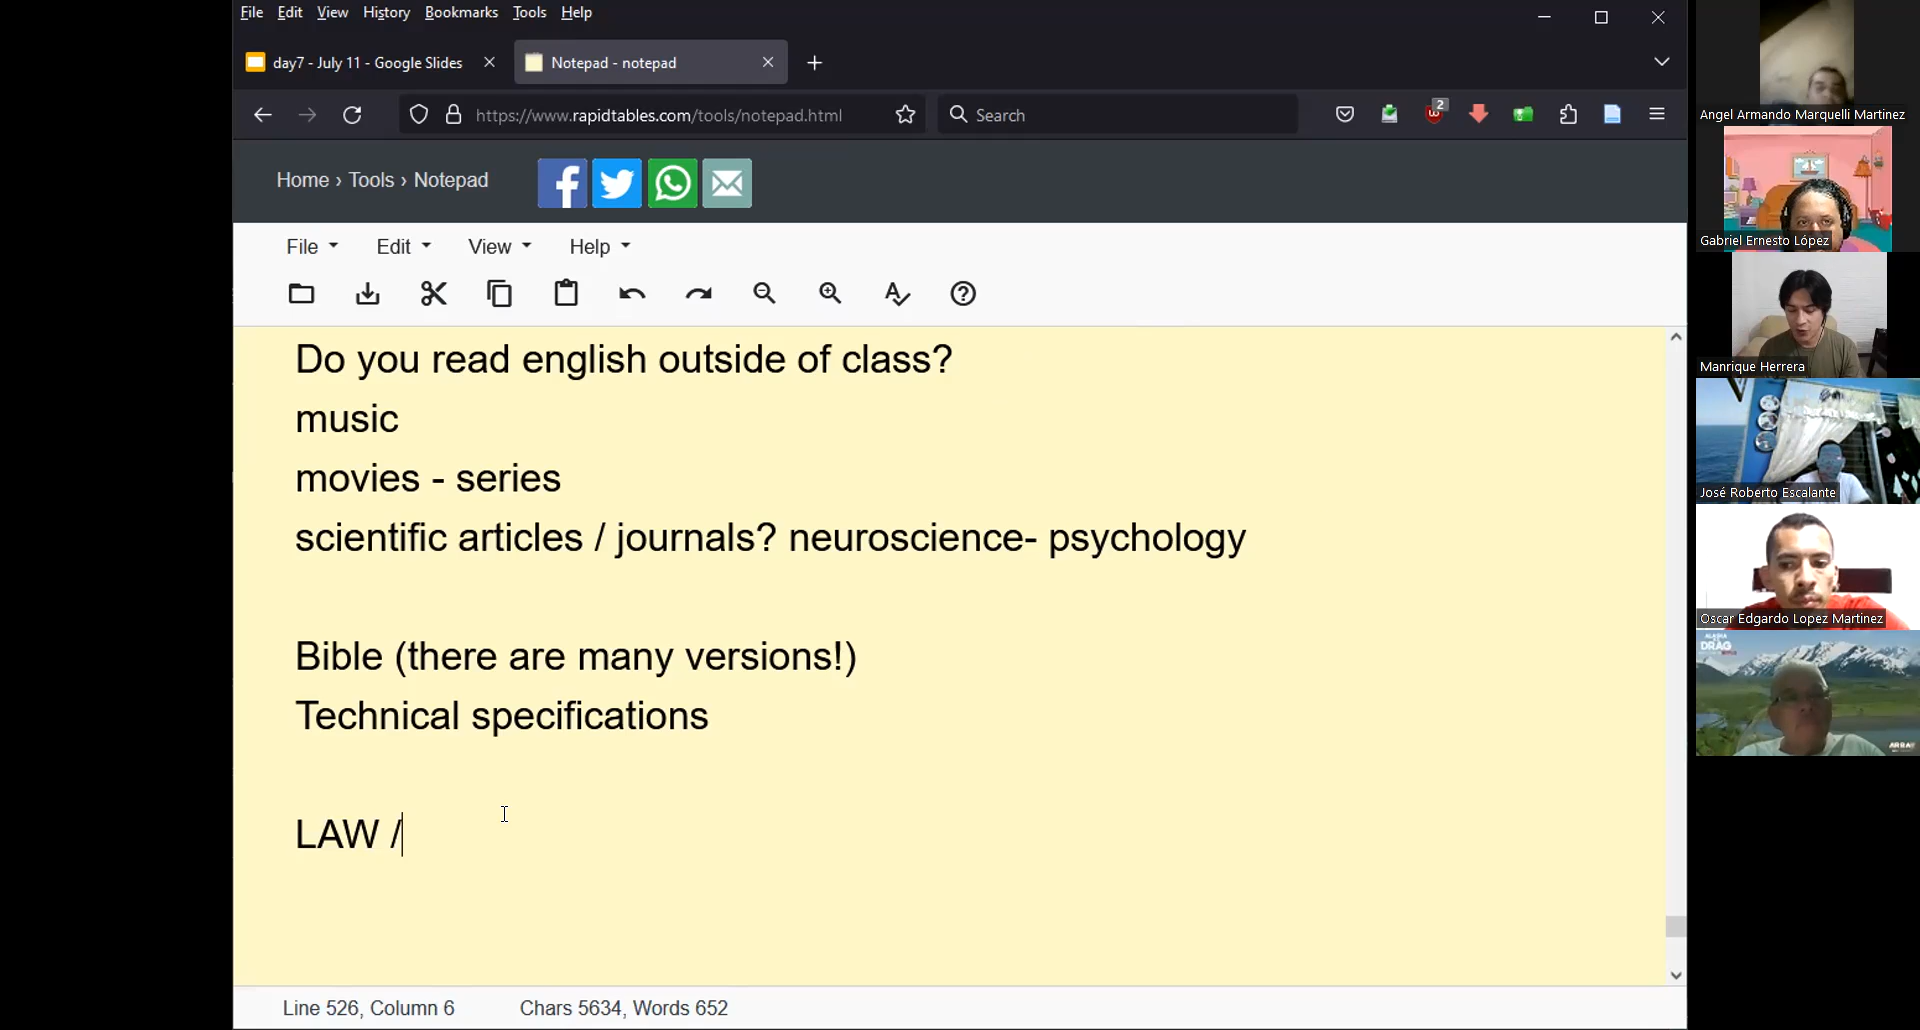 File Edit View History Bookmarks Tools Help
day7 - July 11 - Google Slides
Notepad - notepad
https://www.rapidtables.com/tools/notepad.html
Search
2
Home › Tools › Notepad
File Edit View Help
Do you read english outside of class?
music
movies - series
scientific articles / journals? neuroscience- psychology
Bible (there are many versions!)
Technical specifications
LAW /
Line 526, Column 6
Chars 5634, Words 652
Angel Armando Marquelli Martinez
Gabriel Ernesto López
Manrique Herrera
José Roberto Escalante
Oscar Edgardo Lopez Martinez
DRAG